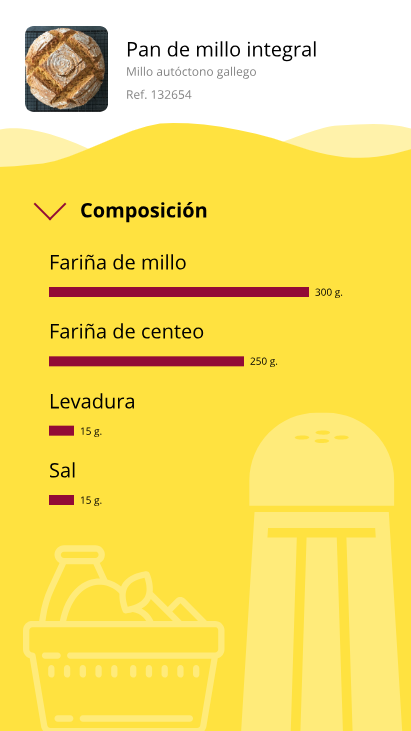 Pan de millo integral
Millo autóctono gallego
Ref. 132654
Composición
Fariña de millo
300 g.
Fariña de centeo
250 g.
Levadura
15 g.
Sal
15 g.